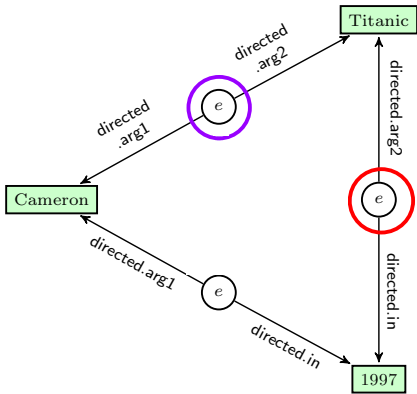 Titanic
directed
.arg2
directed
.arg1
e
directed.arg2
e
Cameron
directed.arg1
e
directed.in
directed.in
1997